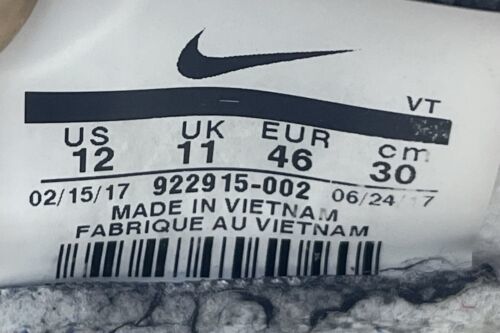 VT
US UK EUR cm
12 11 46 30
02/15/17 922915-002 06/24/17
MADE IN VIETNAM
FABRIQUE AU VIETNAM